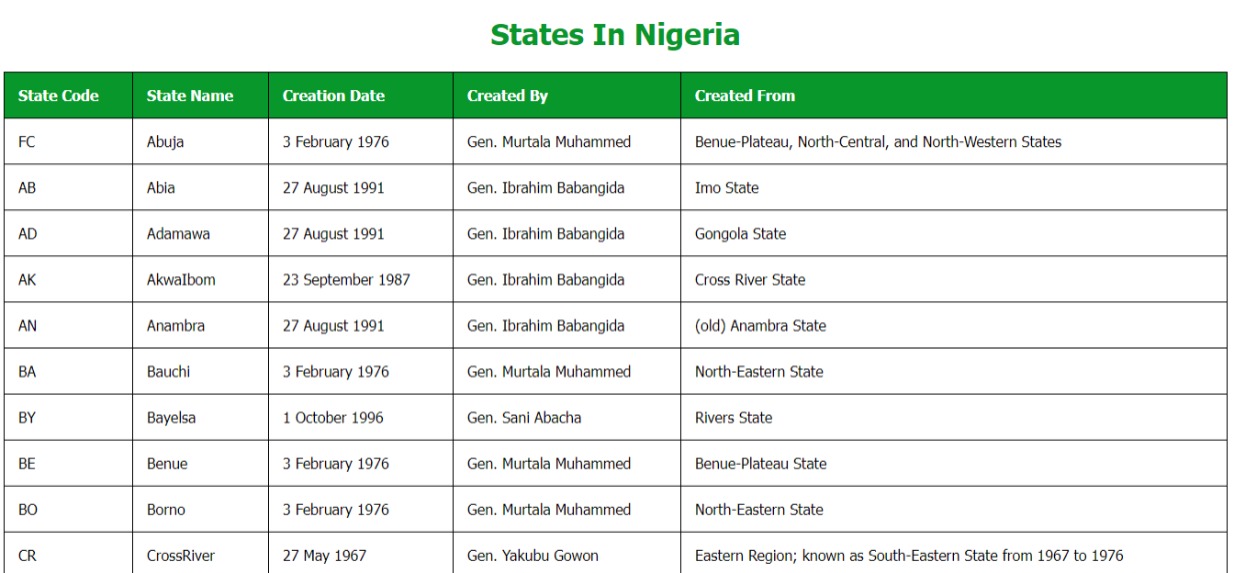 States In Nigeria
State Code State Name Creation Date Created By Created From
FC Abuja 3 February 1976 Gen. Murtala Muhammed Benue-Plateau, North-Central, and North-Western States
AB Abia 27 August 1991 Gen. Ibrahim Babangida Imo State
AD Adamawa 27 August 1991 Gen. Ibrahim Babangida Gongola State
AK AkwaIbom 23 September 1987 Gen. Ibrahim Babangida Cross River State
AN Anambra 27 August 1991 Gen. Ibrahim Babangida (old) Anambra State
BA Bauchi 3 February 1976 Gen. Murtala Muhammed North-Eastern State
BY Bayelsa 1 October 1996 Gen. Sani Abacha Rivers State
BE Benue 3 February 1976 Gen. Murtala Muhammed Benue-Plateau State
BO Borno 3 February 1976 Gen. Murtala Muhammed North-Eastern State
CR CrossRiver 27 May 1967 Gen. Yakubu Gowon Eastern Region; known as South-Eastern State from 1967 to 1976